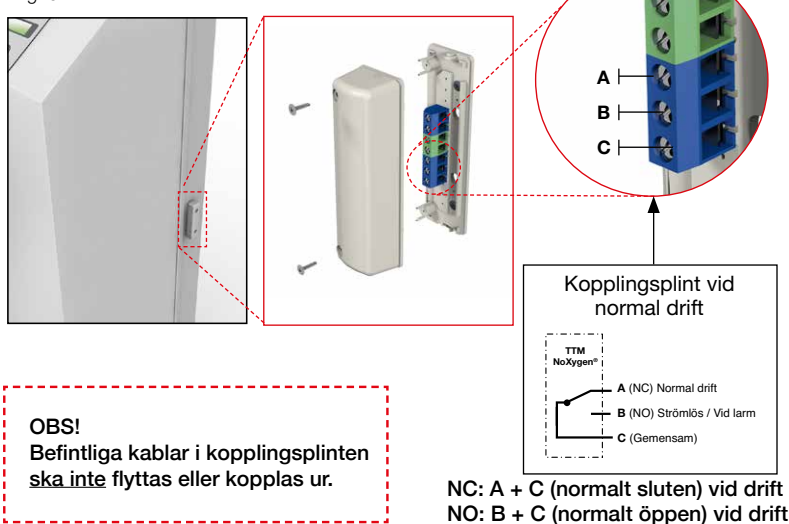 A
B
C
Kopplingsplint vid
normal drift
TTM
NoXygen®
A (NC) Normal drift
B (NO) Strömlös / Vid larm
C (Gemensam)
OBS!
Befintliga kablar i kopplingsplinten
ska inte flyttas eller kopplas ur.
NC: A + C (normalt sluten) vid drift
NO: B + C (normalt öppen) vid drift